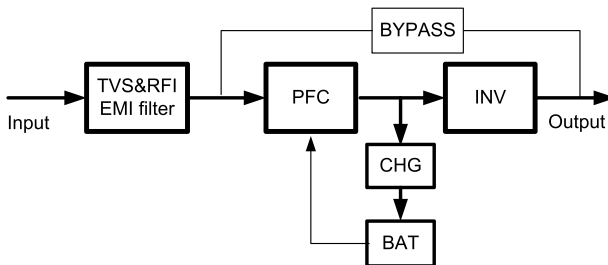 BYPASS
TVS&RFI
EMI filter
PFC
INV
Input
Output
CHG
BAT